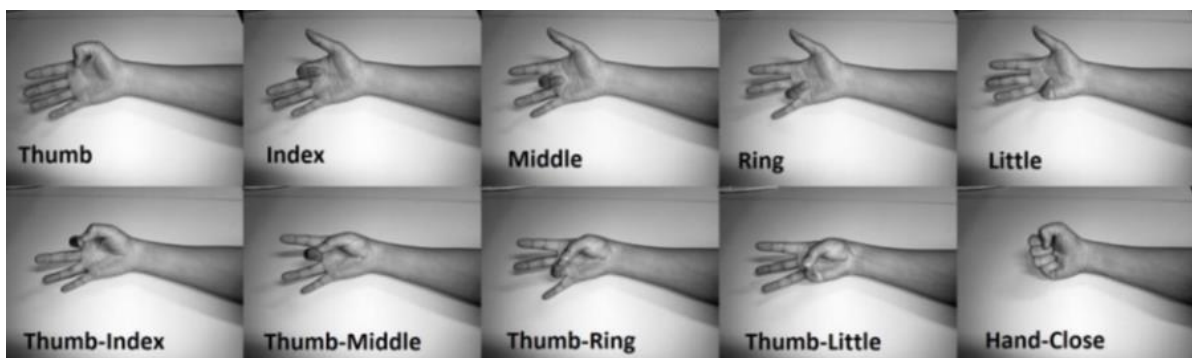 Thumb
Index
Middle
Ring
Little
Thumb-Index
Thumb-Middle
Thumb-Ring
Thumb-Little
Hand-Close